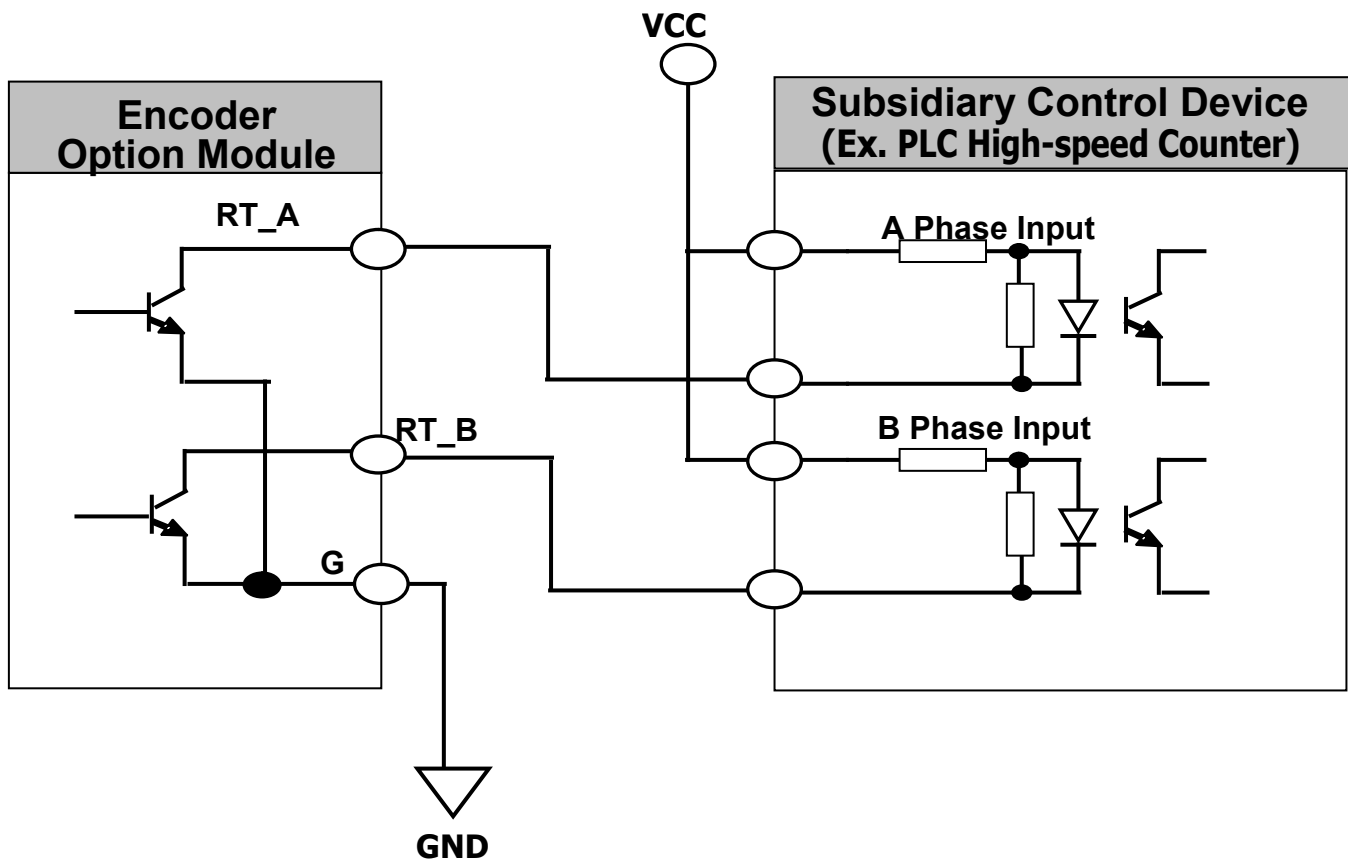 VCC
Encoder
Option Module
Subsidiary Control Device
(Ex. PLC High-speed Counter)
RT_A
A Phase Input
RT_B
B Phase Input
G
GND